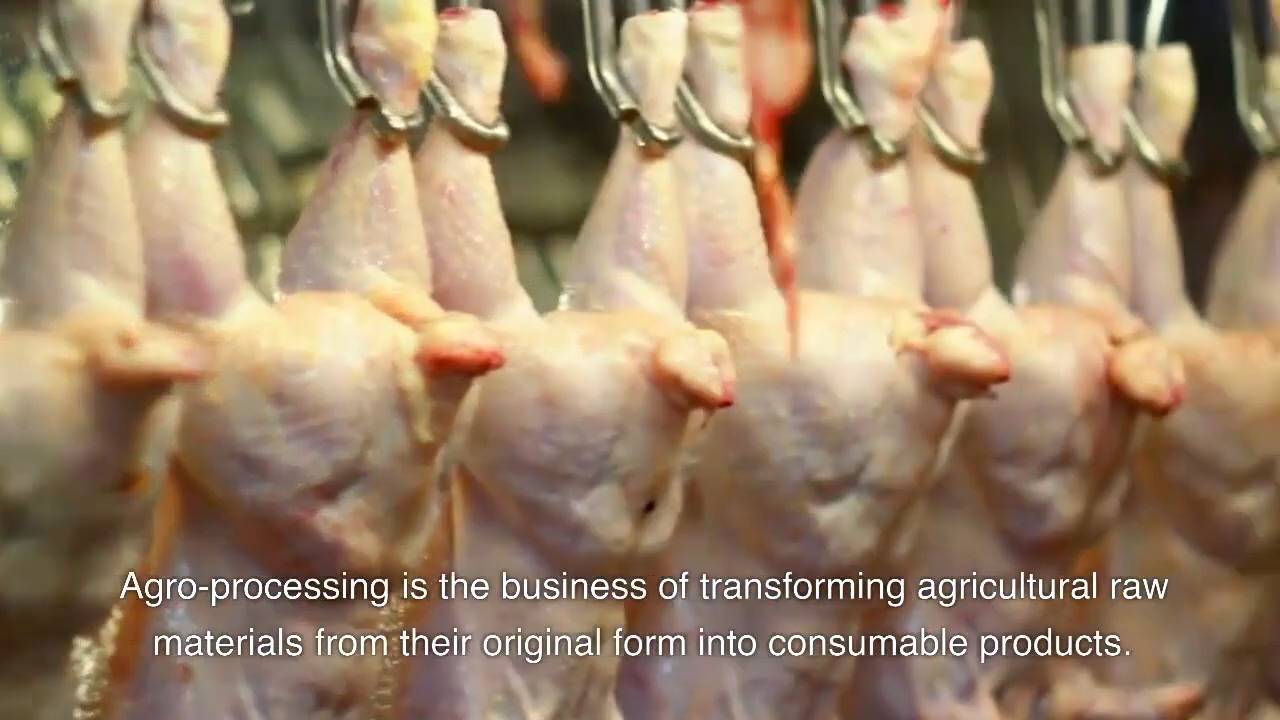 Agro-processing is the business of transforming agricultural raw
materials from their original form into consumable products.